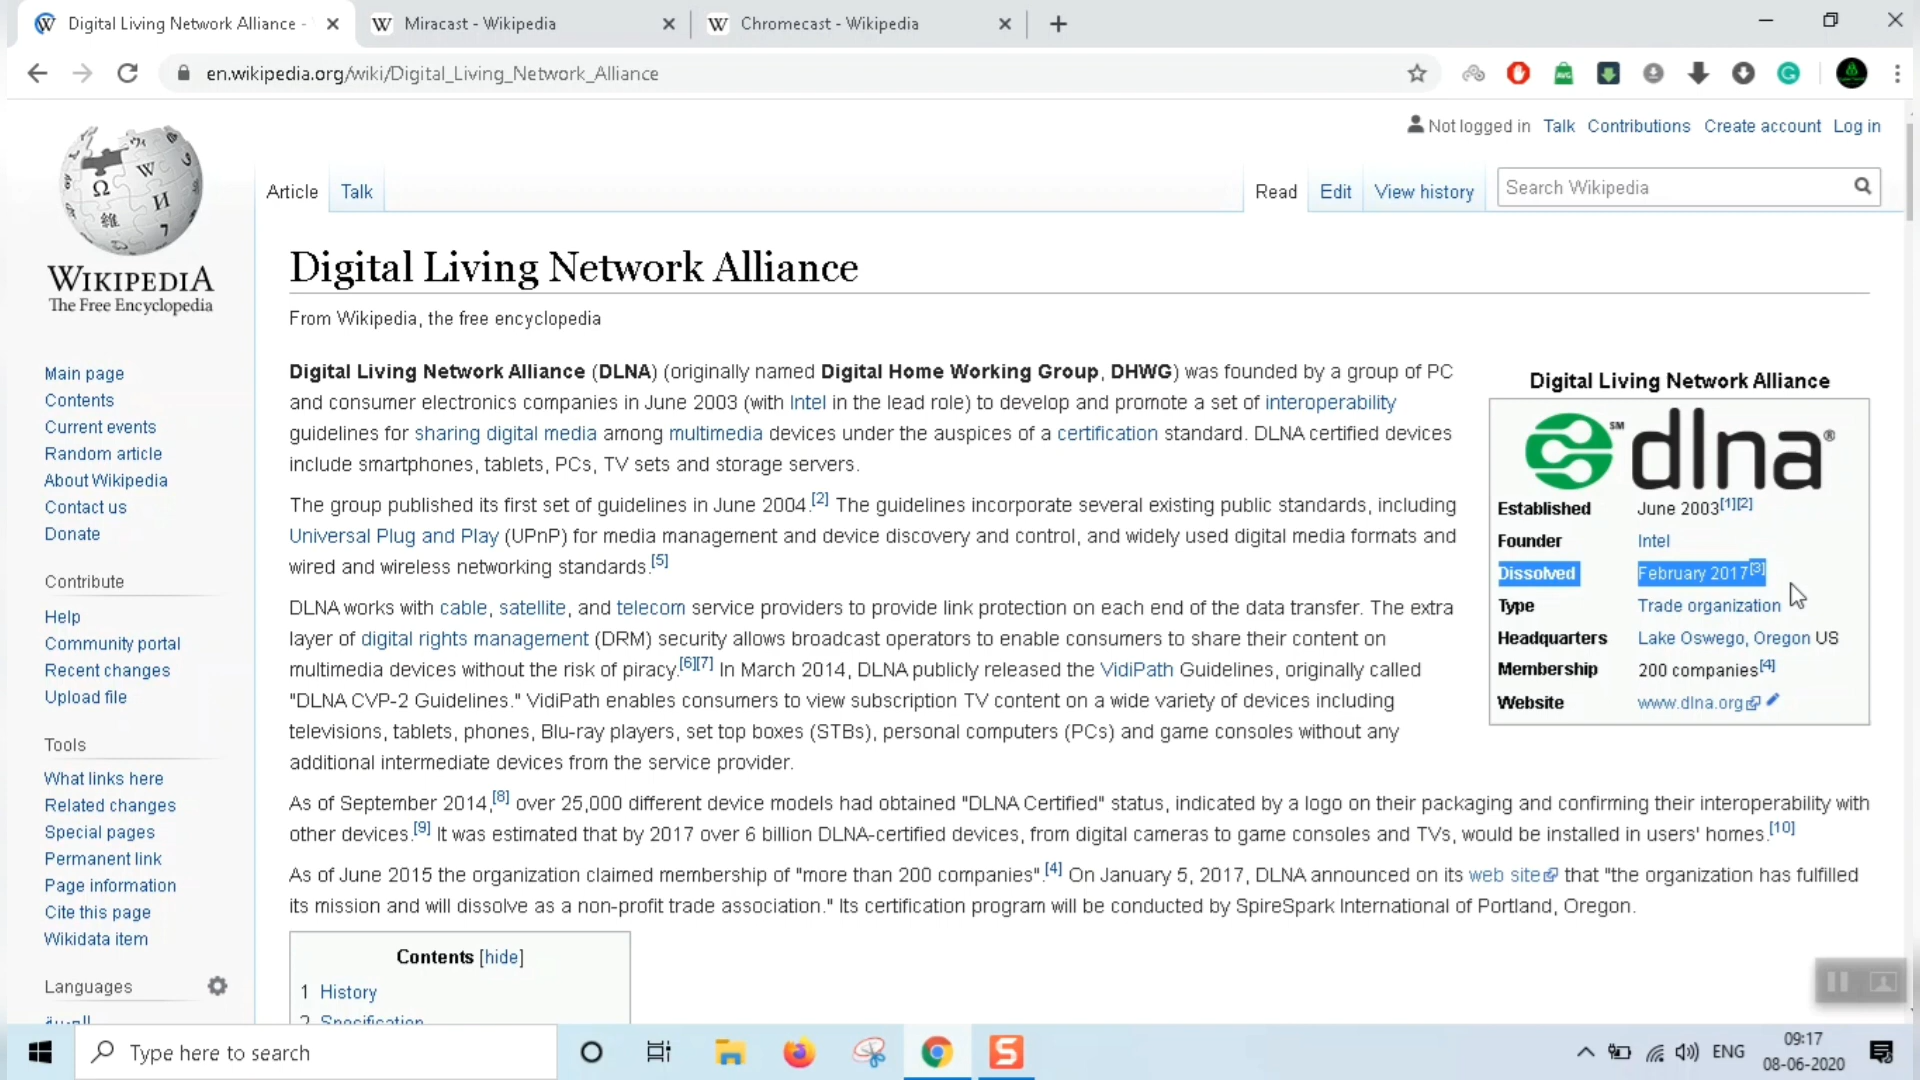 Digital Living Network Alliance -
Miracast - Wikipedia
Chromecast - Wikipedia
en.wikipedia.org/wiki/Digital_Living_Network_Alliance
Not logged in Talk Contributions Create account Log in
Article Talk
Read Edit View history
Search Wikipedia
WIKIPEDIA
The Free Encyclopedia
Main page
Contents
Current events
Random article
About Wikipedia
Contact us
Donate
Contribute
Help
Community portal
Recent changes
Upload file
Tools
What links here
Related changes
Special pages
Permanent link
Page information
Cite this page
Wikidata item
Languages
العربية
Digital Living Network Alliance
From Wikipedia, the free encyclopedia
Digital Living Network Alliance (DLNA) (originally named Digital Home Working Group, DHWG) was founded by a group of PC
and consumer electronics companies in June 2003 (with Intel in the lead role) to develop and promote a set of interoperability
guidelines for sharing digital media among multimedia devices under the auspices of a certification standard. DLNA certified devices
include smartphones, tablets, PCs, TV sets and storage servers.
The group published its first set of guidelines in June 2004.[2] The guidelines incorporate several existing public standards, including
Universal Plug and Play (UPnP) for media management and device discovery and control, and widely used digital media formats and
wired and wireless networking standards.[5]
DLNA works with cable, satellite, and telecom service providers to provide link protection on each end of the data transfer. The extra
layer of digital rights management (DRM) security allows broadcast operators to enable consumers to share their content on
multimedia devices without the risk of piracy.[6][7] In March 2014, DLNA publicly released the VidiPath Guidelines, originally called
"DLNA CVP-2 Guidelines." VidiPath enables consumers to view subscription TV content on a wide variety of devices including
televisions, tablets, phones, Blu-ray players, set top boxes (STBs), personal computers (PCs) and game consoles without any
additional intermediate devices from the service provider.
As of September 2014,[8] over 25,000 different device models had obtained "DLNA Certified" status, indicated by a logo on their packaging and confirming their interoperability with
other devices.[9] It was estimated that by 2017 over 6 billion DLNA-certified devices, from digital cameras to game consoles and TVs, would be installed in users' homes.[10]
As of June 2015 the organization claimed membership of "more than 200 companies".[4] On January 5, 2017, DLNA announced on its web site that "the organization has fulfilled
its mission and will dissolve as a non-profit trade association." Its certification program will be conducted by SpireSpark International of Portland, Oregon.
Digital Living Network Alliance
SM dlna®
Established June 2003[1][2]
Founder Intel
Dissolved February 2017[3]
Type Trade organization
Headquarters Lake Oswego, Oregon US
Membership 200 companies[4]
Website www.dlna.org
Contents [hide]
1 History
2 Specification
Type here to search
ENG
09:17
08-06-2020